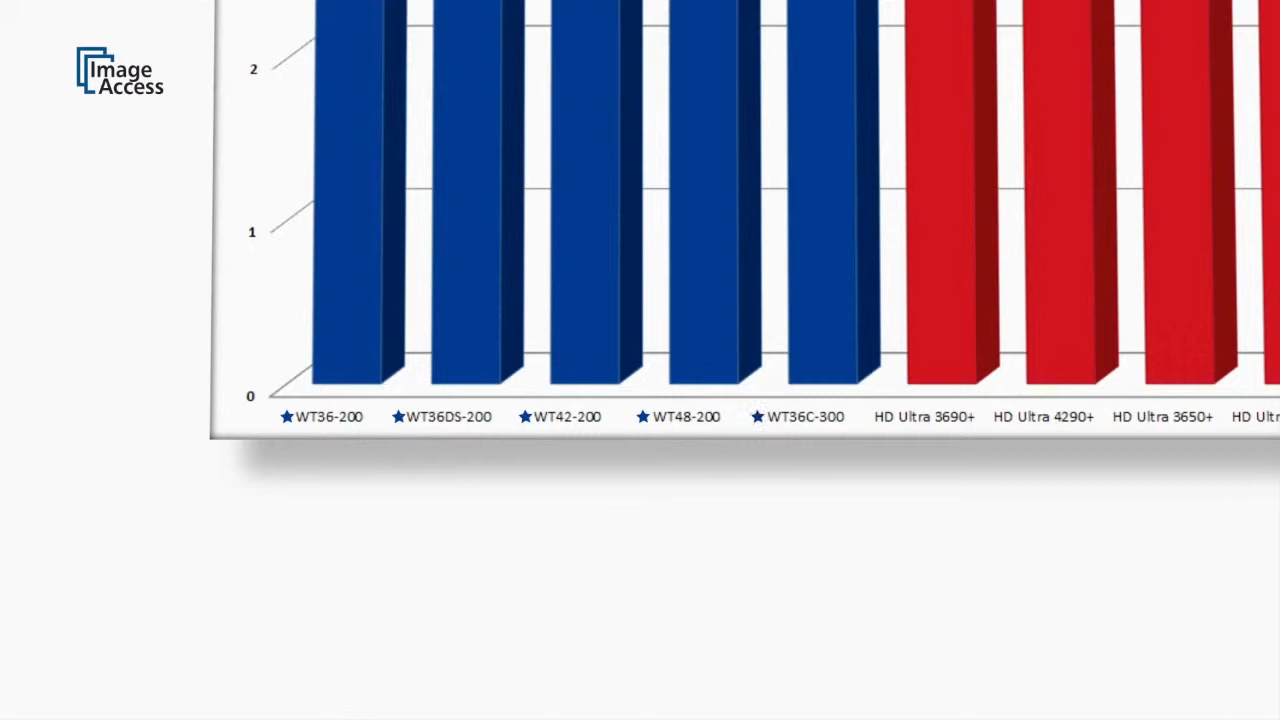 Image
Access
2
1
0
WT36-200 WT36DS-200 WT42-200 WT48-200 WT36C-300 HD Ultra 3690+ HD Ultra 4290+ HD Ultra 3650+ HD